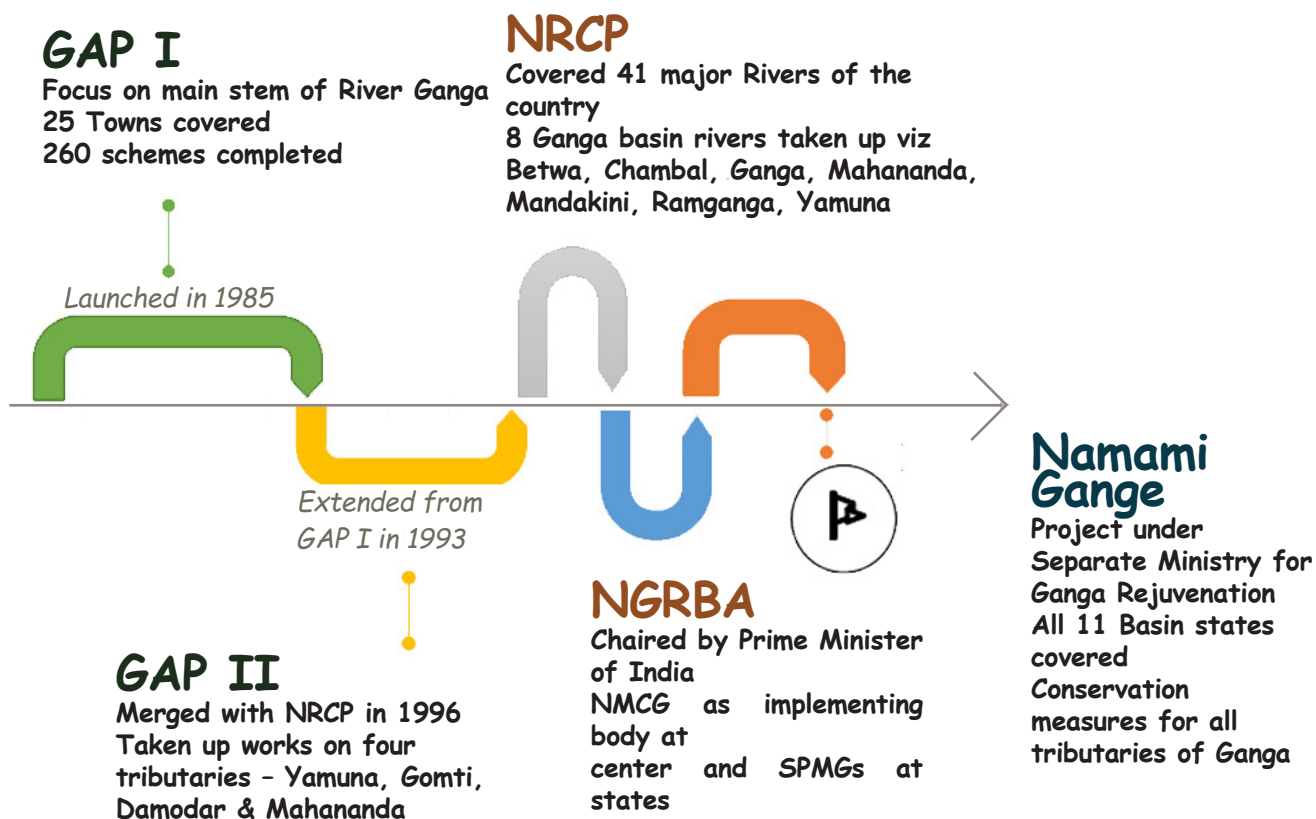 GAP I
Focus on main stem of River Ganga
25 Towns covered
260 schemes completed
NRCP
Covered 41 major Rivers of the
country
8 Ganga basin rivers taken up viz
Betwa, Chambal, Ganga, Mahananda,
Mandakini, Ramganga, Yamuna
Launched in 1985
Extended from
GAP I in 1993
GAP II
Merged with NRCP in 1996
Taken up works on four
tributaries – Yamuna, Gomti,
Damodar & Mahananda
NGRBA
Chaired by Prime Minister
of India
NMCG as implementing
body at
center and SPMGs at
states
Namami
Gange
Project under
Separate Ministry for
Ganga Rejuvenation
All 11 Basin states
covered
Conservation
measures for all
tributaries of Ganga